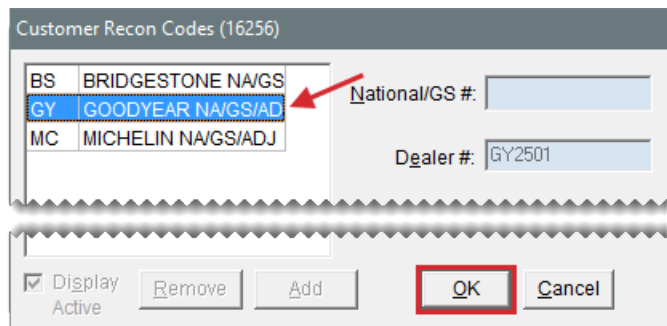 Customer Recon Codes (16256)
BS BRIDGESTONE NA/GS
GY GOODYEAR NA/GS/AD
MC MICHELIN NA/GS/ADJ
National/GS #:
Dealer #: GY2501
Display Active
Remove
Add
OK
Cancel